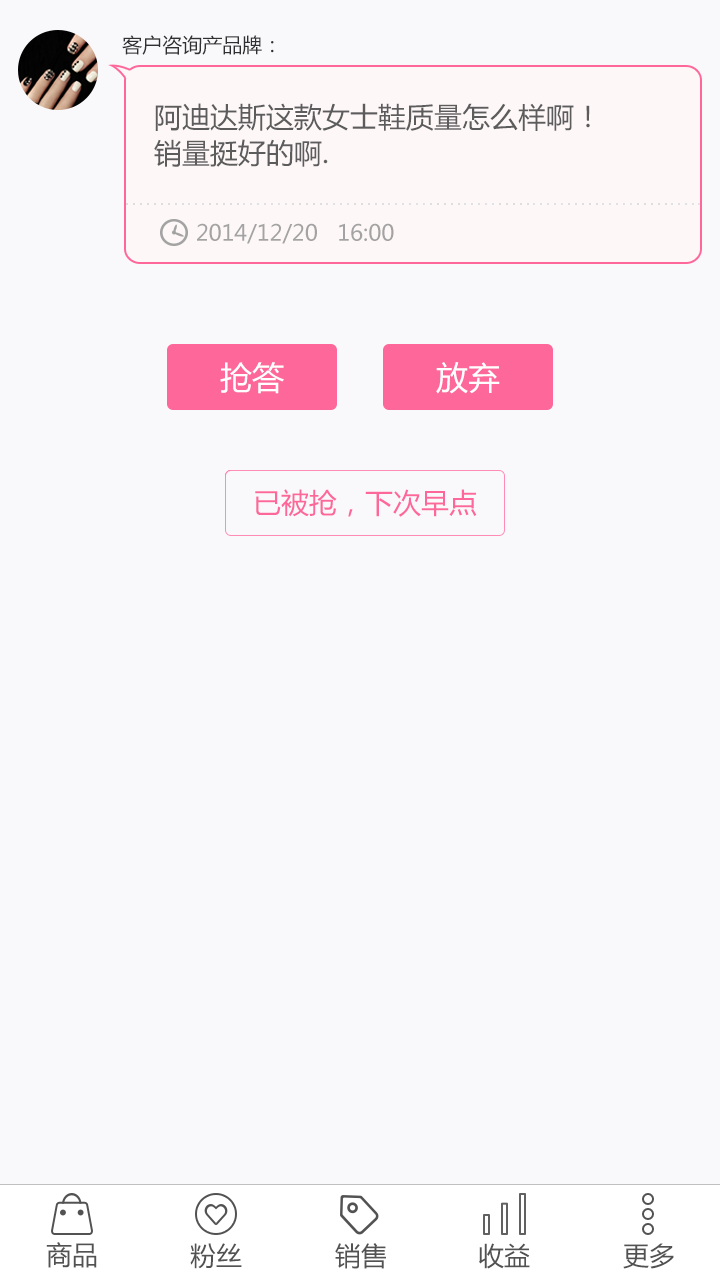 客户咨询产品牌：
阿迪达斯这款女士鞋质量怎么样啊！
销量挺好的啊.
2014/12/20 16:00
抢答 放弃
已被抢，下次早点
商品 粉丝 销售 收益 更多